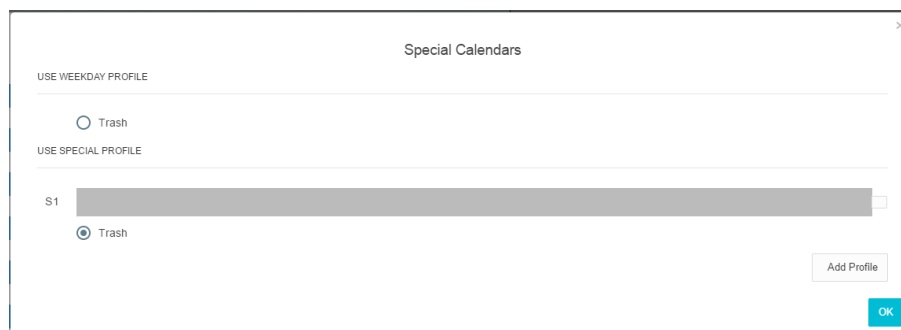 Special Calendars
USE WEEKDAY PROFILE
Trash
USE SPECIAL PROFILE
S1
Trash
Add Profile
OK